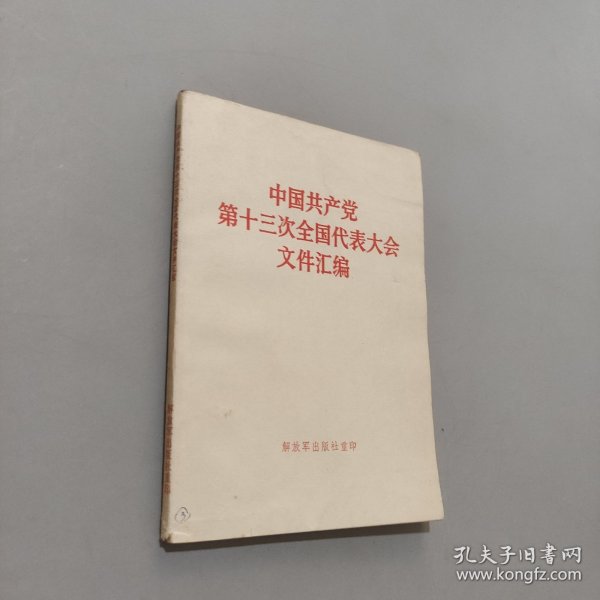 中国共产党
第十三次全国代表大会
文件汇编
解放军出版社重印
孔夫子旧书网
www.kongfz.com